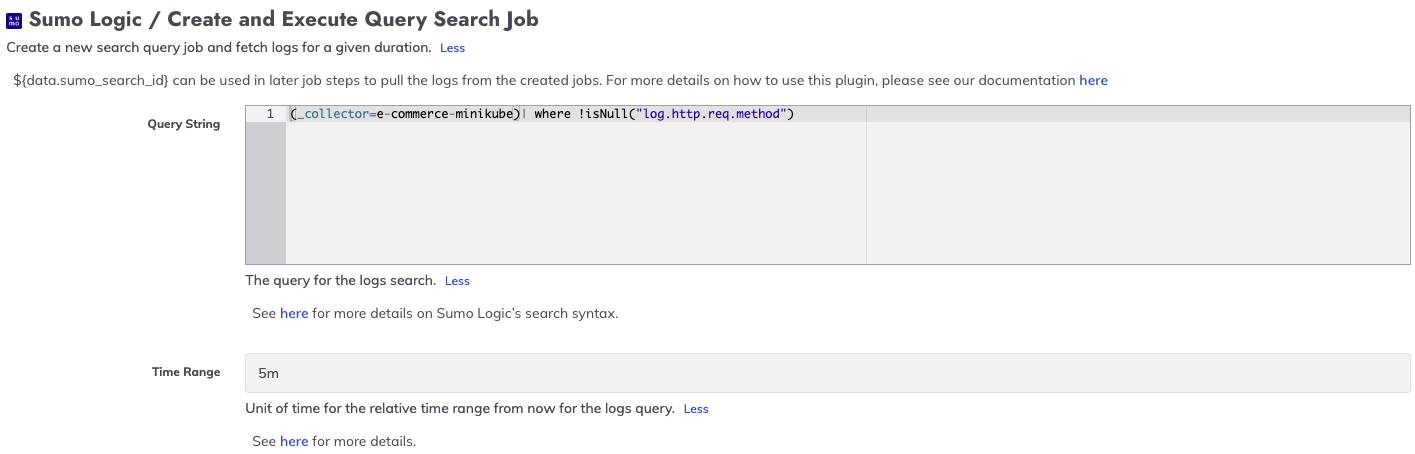 su
mo
Sumo Logic / Create and Execute Query Search Job
Create a new search query job and fetch logs for a given duration. Less
${data.sumo_search_id} can be used in later job steps to pull the logs from the created jobs. For more details on how to use this plugin, please see our documentation here
Query String
1 (_collector=e-commerce-minikube)| where !isNull("log.http.req.method")
The query for the logs search. Less
See here for more details on Sumo Logic's search syntax.
Time Range
5m
Unit of time for the relative time range from now for the logs query. Less
See here for more details.